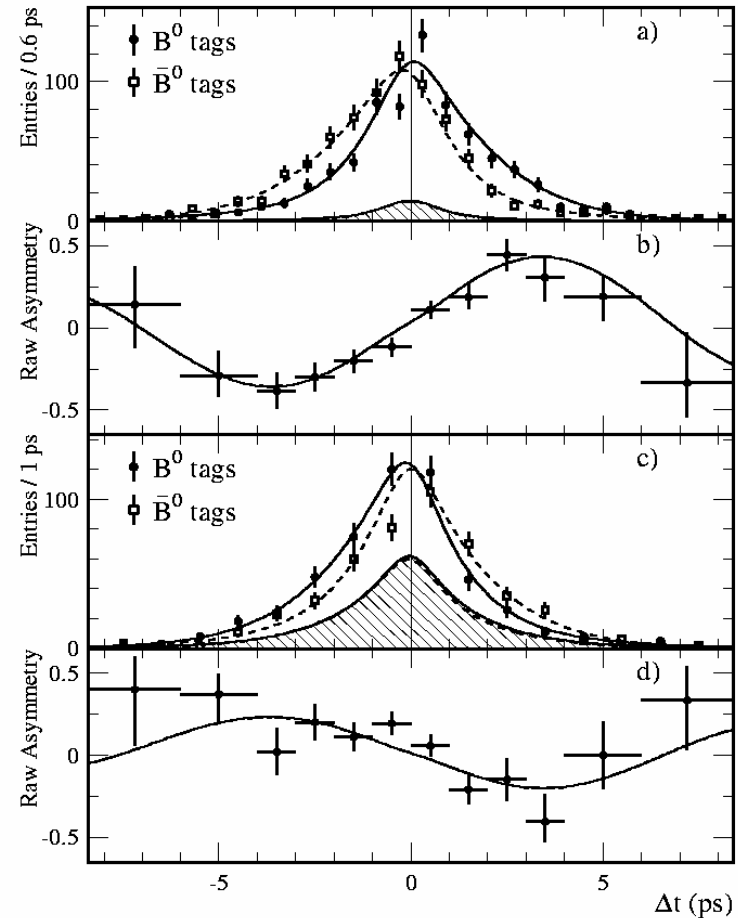 Entries / 0.6 ps
100
0
B⁰ tags
B̄⁰ tags
a)
Raw Asymmetry
0.5
0
-0.5
b)
Entries / 1 ps
100
0
B⁰ tags
B̄⁰ tags
c)
Raw Asymmetry
0.5
0
-0.5
d)
-5 0 5
Δt (ps)